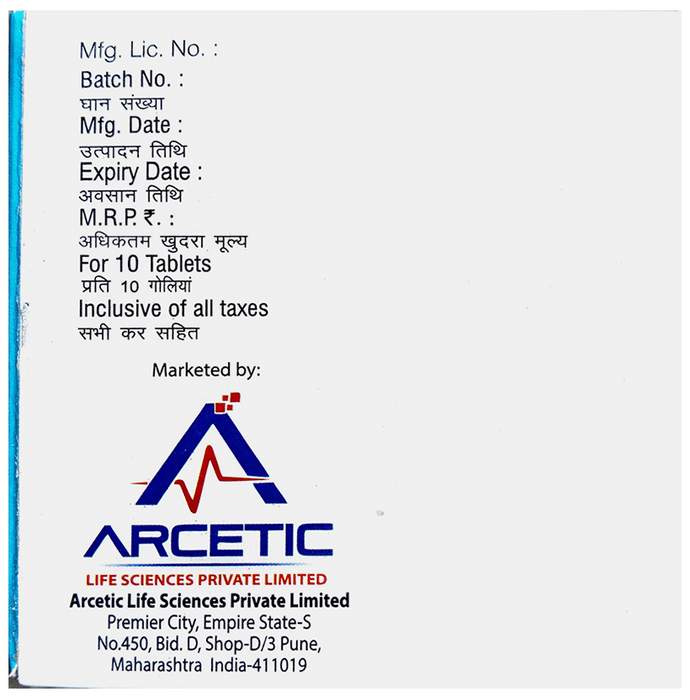 Mfg. Lic. No. :
Batch No. :
घान संख्या
Mfg. Date :
उत्पादन तिथि
Expiry Date :
अवसान तिथि
M.R.P. ₹. :
अधिकतम खुदरा मूल्य
For 10 Tablets
प्रति 10 गोलियां
Inclusive of all taxes
सभी कर सहित
Marketed by:
ARCETIC
LIFE SCIENCES PRIVATE LIMITED
Arcetic Life Sciences Private Limited
Premier City, Empire State-S
No.450, Bid. D, Shop-D/3 Pune,
Maharashtra India-411019